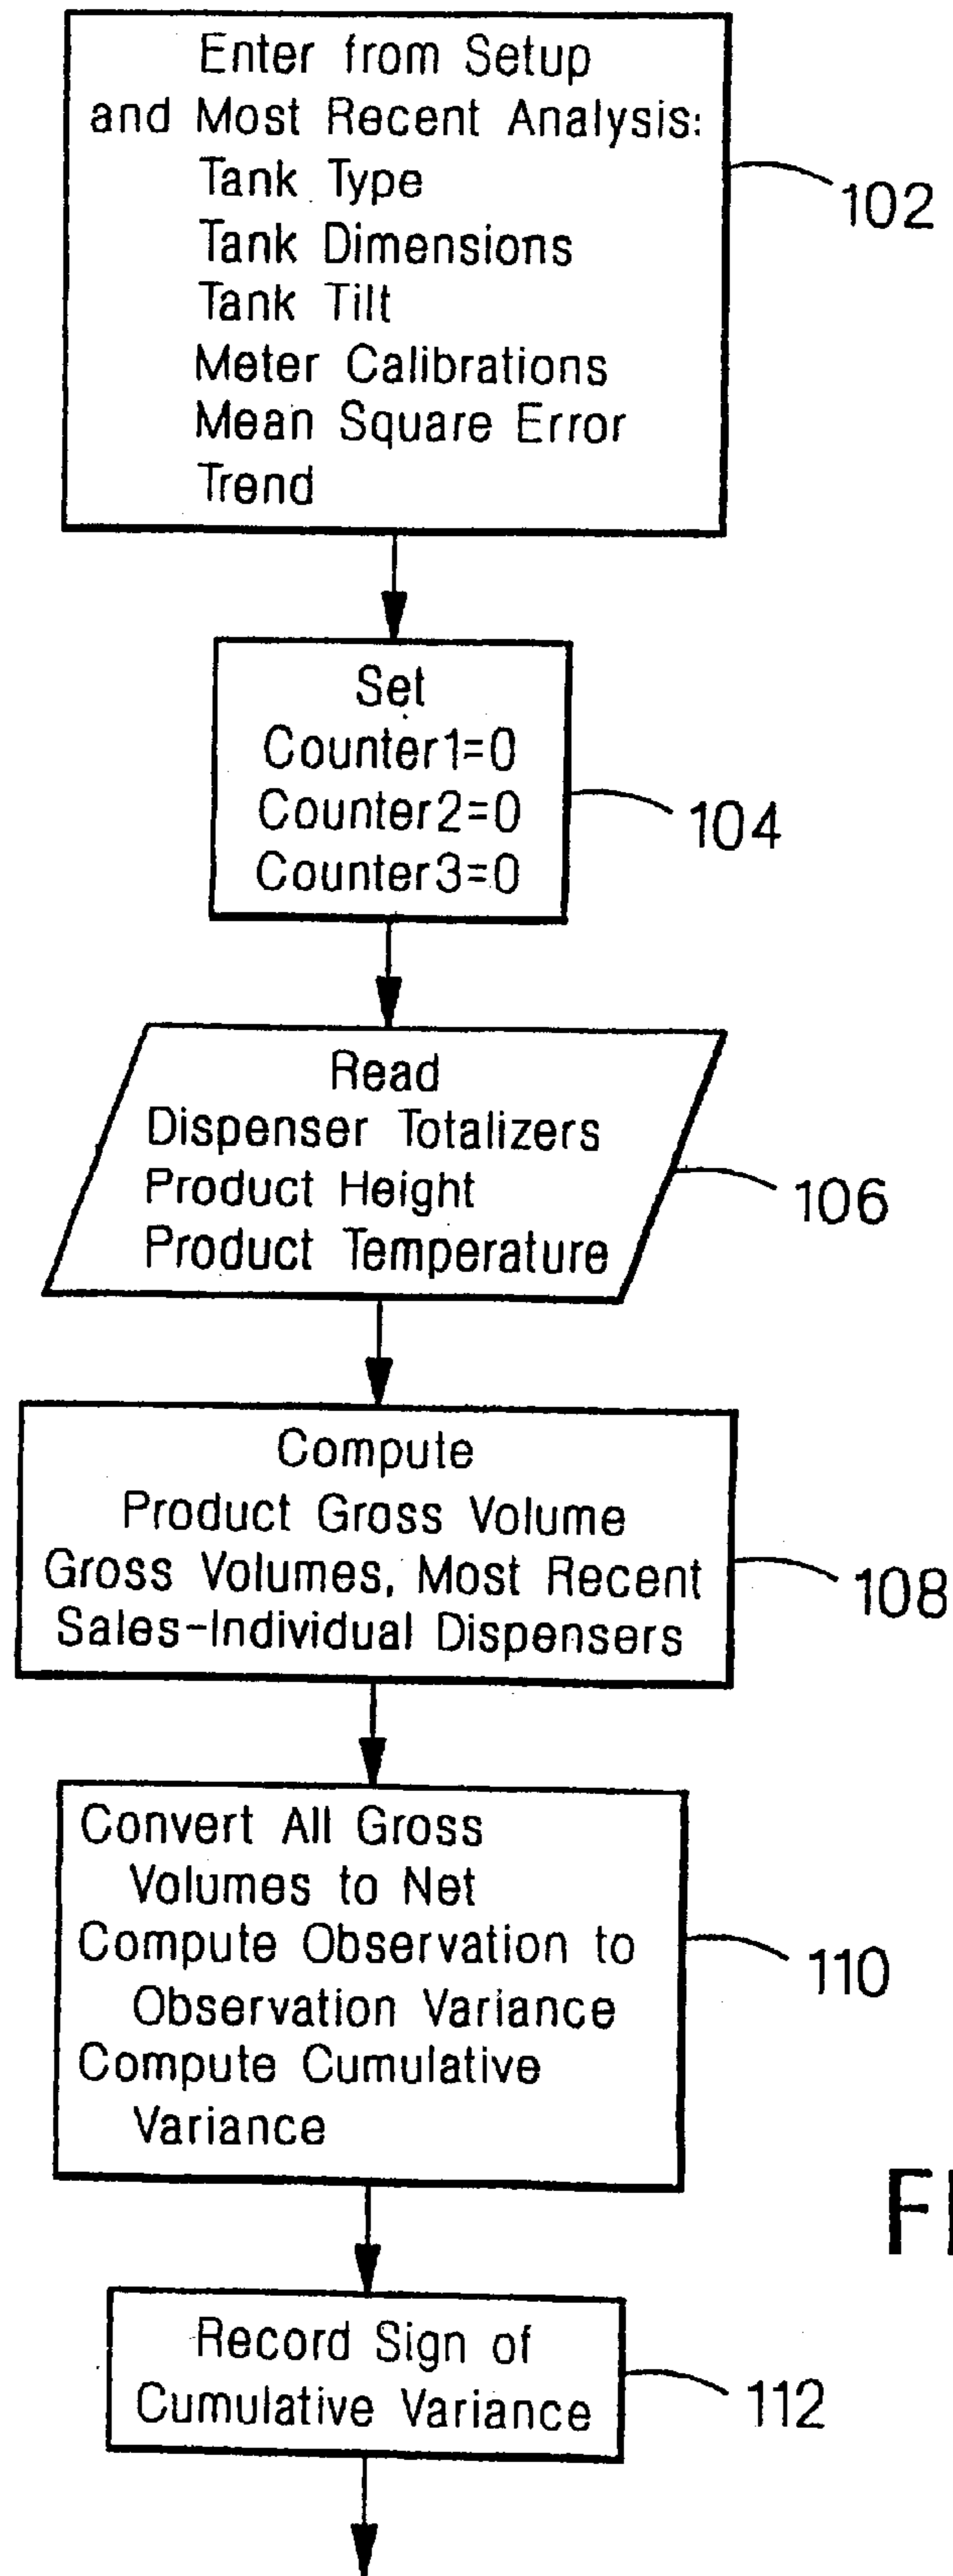 Enter from Setup
and Most Recent Analysis:
Tank Type
Tank Dimensions
Tank Tilt
Meter Calibrations
Mean Square Error
Trend
102
Set
Counter1=0
Counter2=0
Counter3=0
104
Read
Dispenser Totalizers
Product Height
Product Temperature
106
Compute
Product Gross Volume
Gross Volumes, Most Recent
Sales-Individual Dispensers
108
Convert All Gross
Volumes to Net
Compute Observation to
Observation Variance
Compute Cumulative
Variance
110
Record Sign of
Cumulative Variance
112